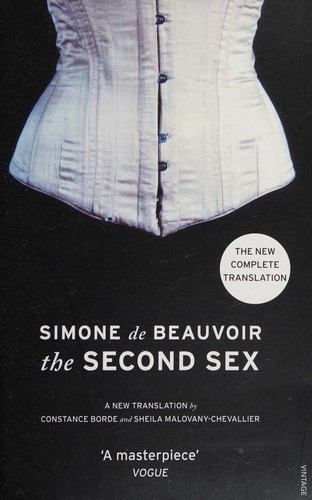 THE NEW
COMPLETE
TRANSLATION
SIMONE de BEAUVOIR
the SECOND SEX
A NEW TRANSLATION by
CONSTANCE BORDE and SHEILA MALOVANY-CHEVALLIER
'A masterpiece'
VOGUE
VINTAGE